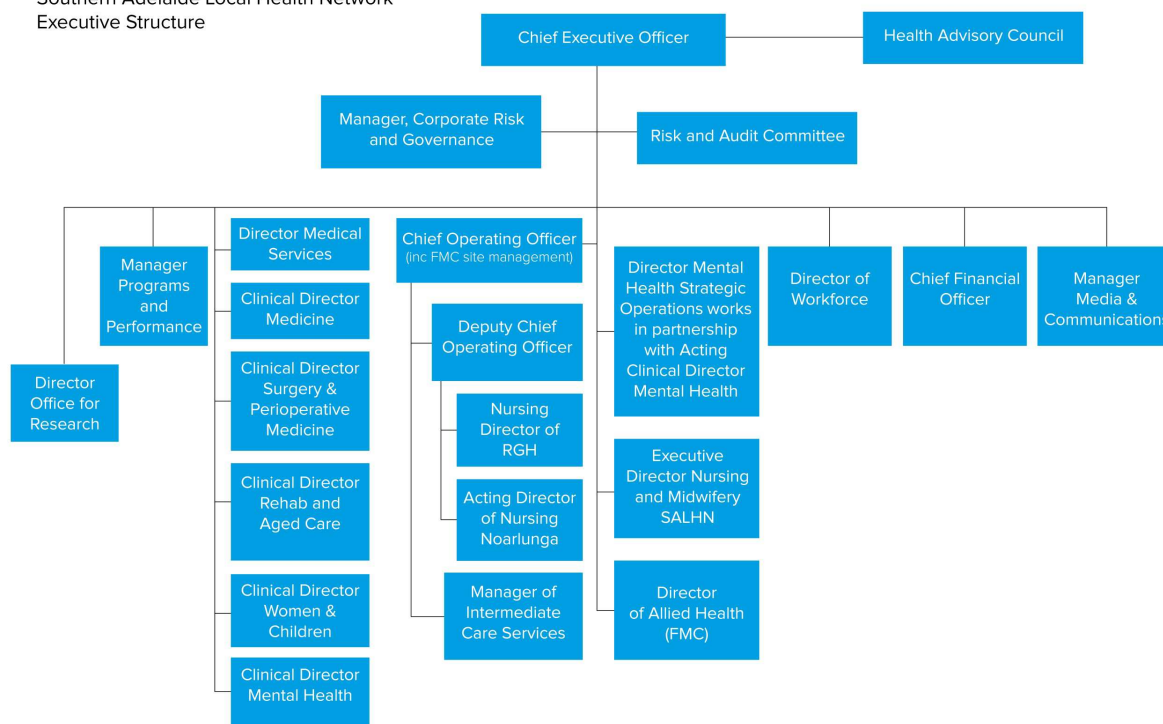 Southern Adelaide Local Health Network
Executive Structure
Chief Executive Officer
Health Advisory Council
Manager, Corporate Risk
and Governance
Risk and Audit Committee
Director
Office for
Research
Manager
Programs
and
Performance
Director Medical
Services
Clinical Director
Medicine
Clinical Director
Surgery &
Perioperative
Medicine
Clinical Director
Rehab and
Aged Care
Clinical Director
Women &
Children
Clinical Director
Mental Health
Chief Operating Officer
(inc FMC site management)
Deputy Chief
Operating Officer
Nursing
Director of
RGH
Acting Director
of Nursing
Noarlunga
Manager of
Intermediate
Care Services
Director Mental
Health Strategic
Operations works
in partnership
with Acting
Clinical Director
Mental Health
Executive
Director Nursing
and Midwifery
SALHN
Director
of Allied Health
(FMC)
Director of
Workforce
Chief Financial
Officer
Manager
Media &
Communications